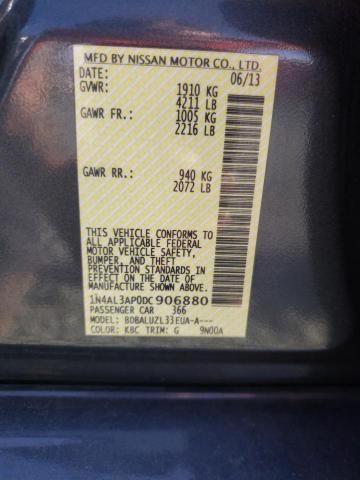 MFD BY NISSAN MOTOR CO., LTD.
DATE: 06/13
GVWR: 1910 KG
4211 LB
GAWR FR: 1005 KG
2216 LB
GAWR RR: 940 KG
2072 LB
THIS VEHICLE CONFORMS TO
ALL APPLICABLE FEDERAL
MOTOR VEHICLE SAFETY,
BUMPER, AND THEFT
PREVENTION STANDARDS IN
EFFECT ON THE DATE OF
MANUFACTURE SHOWN ABOVE.
1N4AL3AP0DC906880
PASSENGER CAR 366
MODEL: BDBALUZL33EUA-A---
COLOR: KBC TRIM: G 9N00A